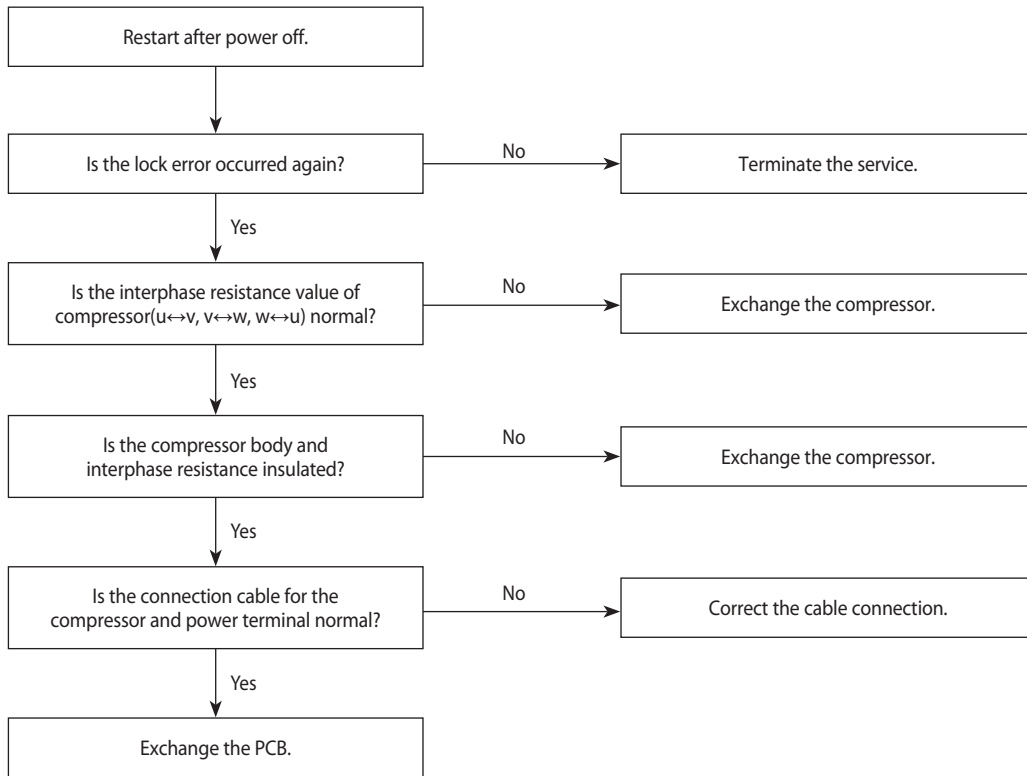 Restart after power off.
Is the lock error occurred again?
No
Terminate the service.
Yes
Is the interphase resistance value of
compressor(u↔v, v↔w, w↔u) normal?
No
Exchange the compressor.
Yes
Is the compressor body and
interphase resistance insulated?
No
Exchange the compressor.
Yes
Is the connection cable for the
compressor and power terminal normal?
No
Correct the cable connection.
Yes
Exchange the PCB.